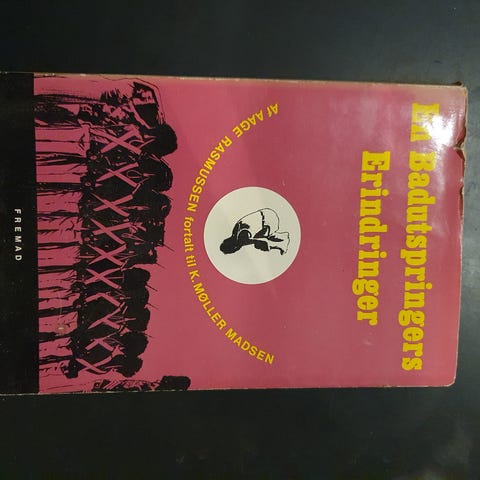 En Badutspringers
Erindringer
Af AAGE RASMUSSEN fortalt til K. MØLLER MADSEN
FREMAD